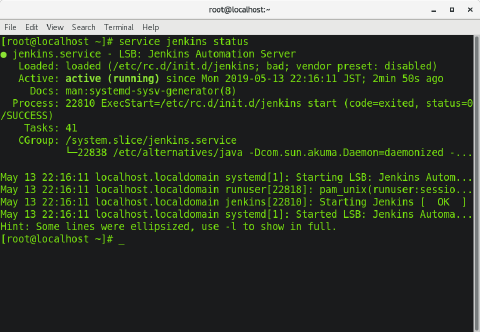 root@localhost:~
File Edit View Search Terminal Help
[root@localhost ~]# service jenkins status
● jenkins.service - LSB: Jenkins Automation Server
Loaded: loaded (/etc/rc.d/init.d/jenkins; bad; vendor preset: disabled)
Active: active (running) since Mon 2019-05-13 22:16:11 JST; 2min 50s ago
Docs: man:systemd-sysv-generator(8)
Process: 22810 ExecStart=/etc/rc.d/init.d/jenkins start (code=exited, status=0
/SUCCESS)
Tasks: 41
CGroup: /system.slice/jenkins.service
└─22838 /etc/alternatives/java -Dcom.sun.akuma.Daemon=daemonized -...
May 13 22:16:11 localhost.localdomain systemd[1]: Starting LSB: Jenkins Autom...
May 13 22:16:11 localhost.localdomain runuser[22818]: pam_unix(runuser:sessio...
May 13 22:16:11 localhost.localdomain jenkins[22810]: Starting Jenkins [  OK  ]
May 13 22:16:11 localhost.localdomain systemd[1]: Started LSB: Jenkins Automa...
Hint: Some lines were ellipsized, use -l to show in full.
[root@localhost ~]# _